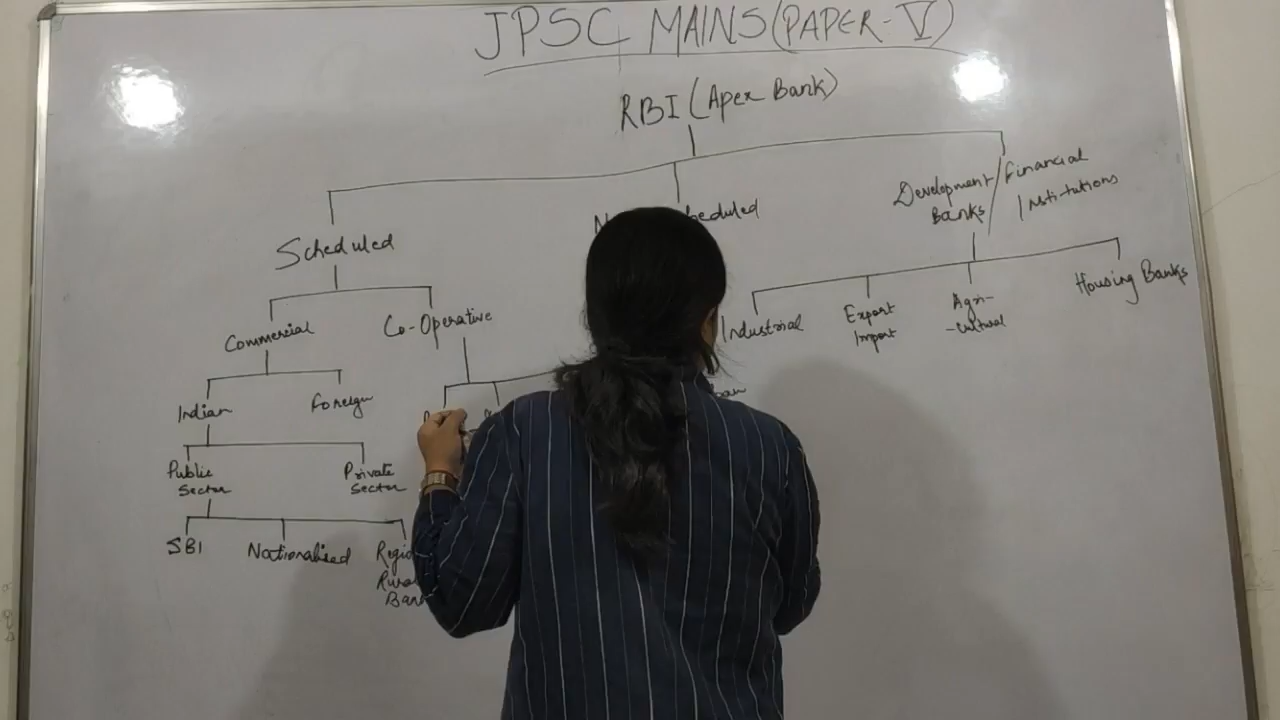 JPSC MAINS (PAPER-V)
RBI (Apex Bank)
Scheduled
Development Banks / Financial Institutions
Commercial
Co-Operative
Industrial
Export
Import
Agri-
-cultural
Housing Banks
Indian
Foreign
Public
Sector
Private
Sector
SBI
Nationalised